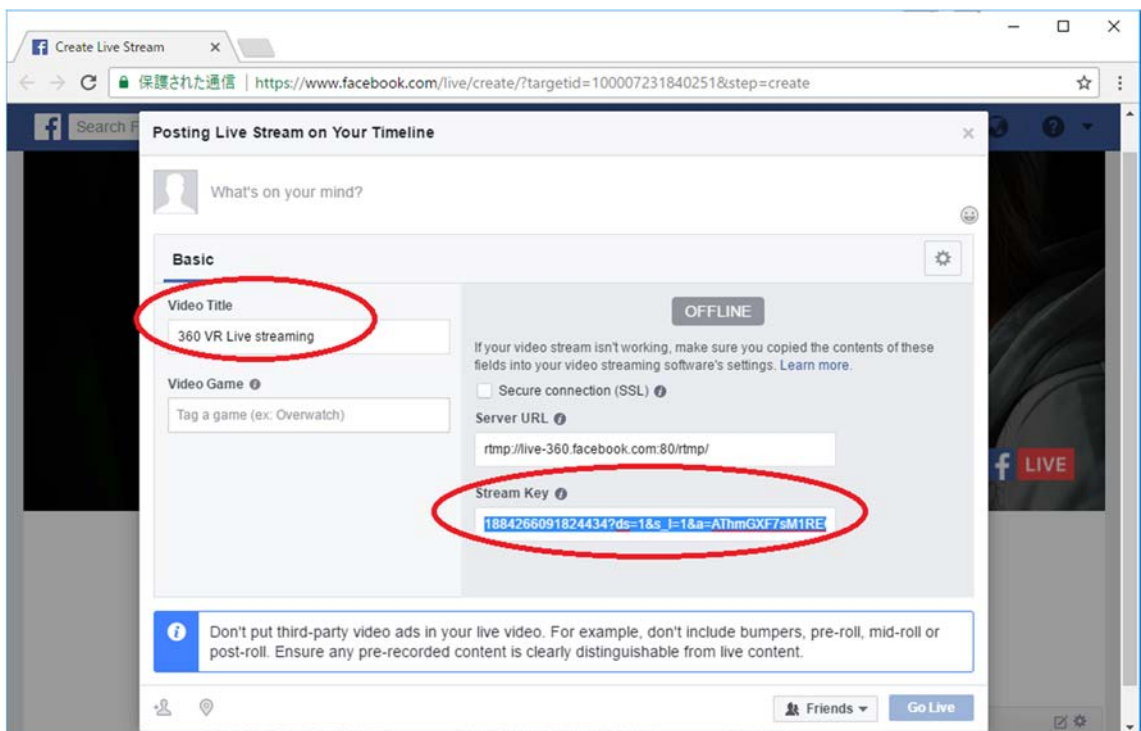 Create Live Stream
保護された通信 | https://www.facebook.com/live/create/?targetid=100007231840251&step=create
Search F
Posting Live Stream on Your Timeline
What's on your mind?
Basic
Video Title
360 VR Live streaming
Video Game
Tag a game (ex: Overwatch)
OFFLINE
If your video stream isn't working, make sure you copied the contents of these
fields into your video streaming software's settings. Learn more.
Secure connection (SSL)
Server URL
rtmp://live-360.facebook.com:80/rtmp/
Stream Key
1884266091824434?ds=1&s_l=1&a=AThmGXF7sM1RE
LIVE
Don't put third-party video ads in your live video. For example, don't include bumpers, pre-roll, mid-roll or
post-roll. Ensure any pre-recorded content is clearly distinguishable from live content.
Friends
Go Live